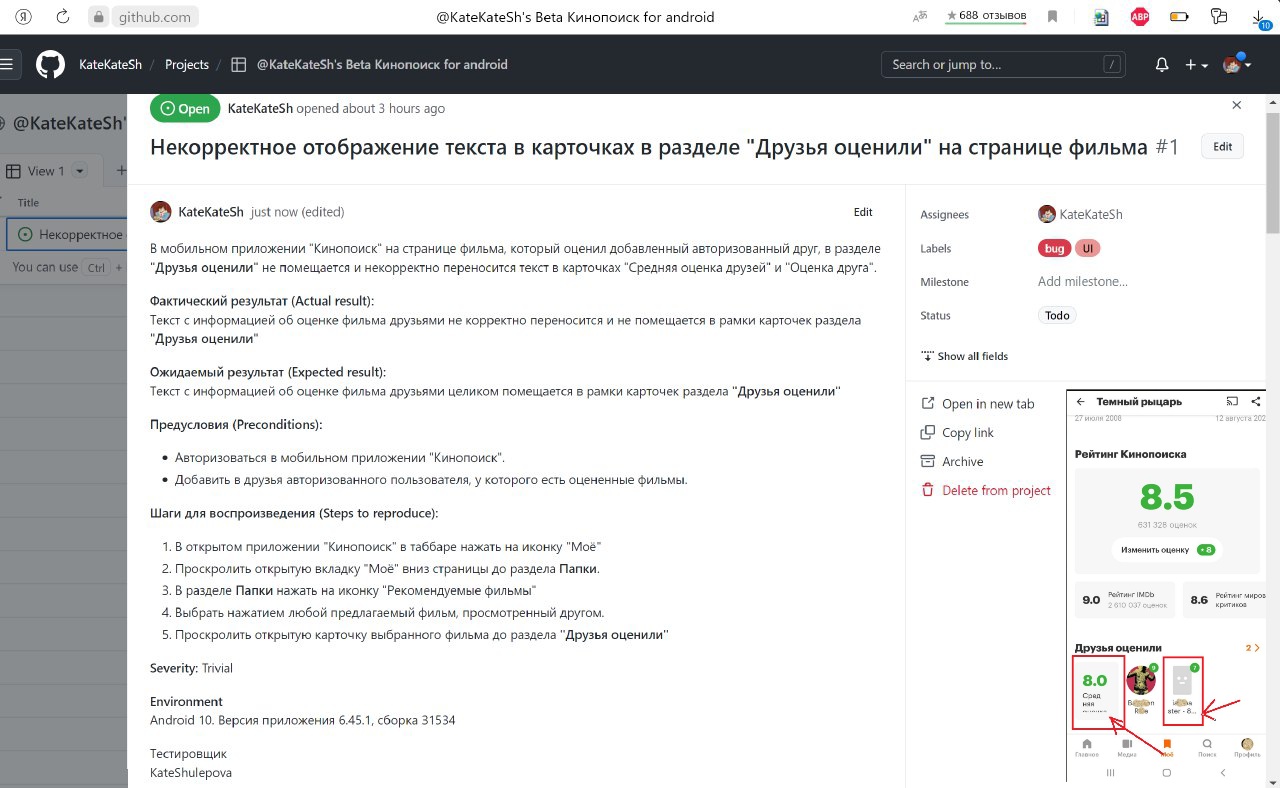 github.com
@KateKateSh's Beta Кинопоиск for android
★688 отзывов
ABP
10
KateKateSh / Projects / @KateKateSh's Beta Кинопоиск for android
Search or jump to...
/
@KateKateSh'
View 1
Title
Некорректное
You can use Ctrl +
Open
KateKateSh opened about 3 hours ago
Некорректное отображение текста в карточках в разделе "Друзья оценили" на странице фильма #1
Edit
KateKateSh just now (edited)
Edit
В мобильном приложении "Кинопоиск" на странице фильма, который оценил добавленный авторизованный друг, в разделе
"Друзья оценили" не помещается и некорректно переносится текст в карточках "Средняя оценка друзей" и "Оценка друга".
Фактический результат (Actual result):
Текст с информацией об оценке фильма друзьями не корректно переносится и не помещается в рамки карточек раздела
"Друзья оценили"
Ожидаемый результат (Expected result):
Текст с информацией об оценке фильма друзьями целиком помещается в рамки карточек раздела "Друзья оценили"
Предусловия (Preconditions):
• Авторизоваться в мобильном приложении "Кинопоиск".
• Добавить в друзья авторизованного пользователя, у которого есть оцененные фильмы.
Шаги для воспроизведения (Steps to reproduce):
1. В открытом приложении "Кинопоиск" в таббаре нажать на иконку "Моё"
2. Проскролить открытую вкладку "Моё" вниз страницы до раздела Папки.
3. В разделе Папки нажать на иконку "Рекомендуемые фильмы"
4. Выбрать нажатием любой предлагаемый фильм, просмотренный другом.
5. Проскролить открытую карточку выбранного фильма до раздела "Друзья оценили"
Severity: Trivial
Environment
Android 10. Версия приложения 6.45.1, сборка 31534
Тестировщик
KateShulepova
Assignees
KateKateSh
Labels
bug UI
Milestone
Add milestone...
Status
Todo
Show all fields
Open in new tab
Copy link
Archive
Delete from project
Темный рыцарь
27 июля 2008
12 августа 202
Рейтинг Кинопоиска
8.5
631 328 оценок
Изменить оценку • 8
9.0 Рейтинг IMDb
2 610 037 оценок
8.6 Рейтинг миров
критиков
Друзья оценили
2
8.0
Сред
няя
9
7
Rice
ster - 8...
Главное
Медиа
Моё
Поиск
Профиль